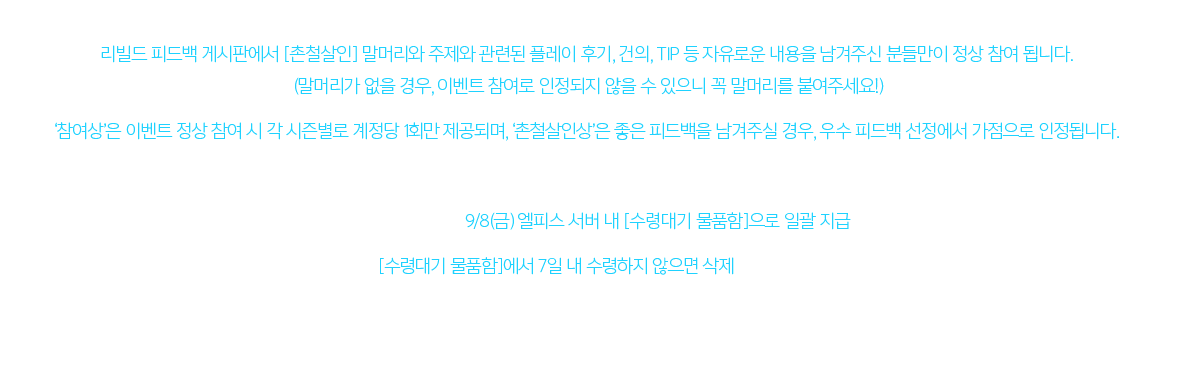 리빌드 피드백 게시판에서 [촌철살인] 말머리와 주제와 관련된 플레이 후기, 건의, TIP 등 자유로운 내용을 남겨주신 분들만이 정상 참여 됩니다.
(말머리가 없을 경우, 이벤트 참여로 인정되지 않을 수 있으니 꼭 말머리를 붙여주세요!)
‘참여상’은 이벤트 정상 참여 시 각 시즌별로 계정당 1회만 제공되며, ‘촌철살인상’은 좋은 피드백을 남겨주실 경우, 우수 피드백 선정에서 가점으로 인정됩니다.
9/8(금) 엘피스 서버 내 [수령대기 물품함]으로 일괄 지급
[수령대기 물품함]에서 7일 내 수령하지 않으면 삭제